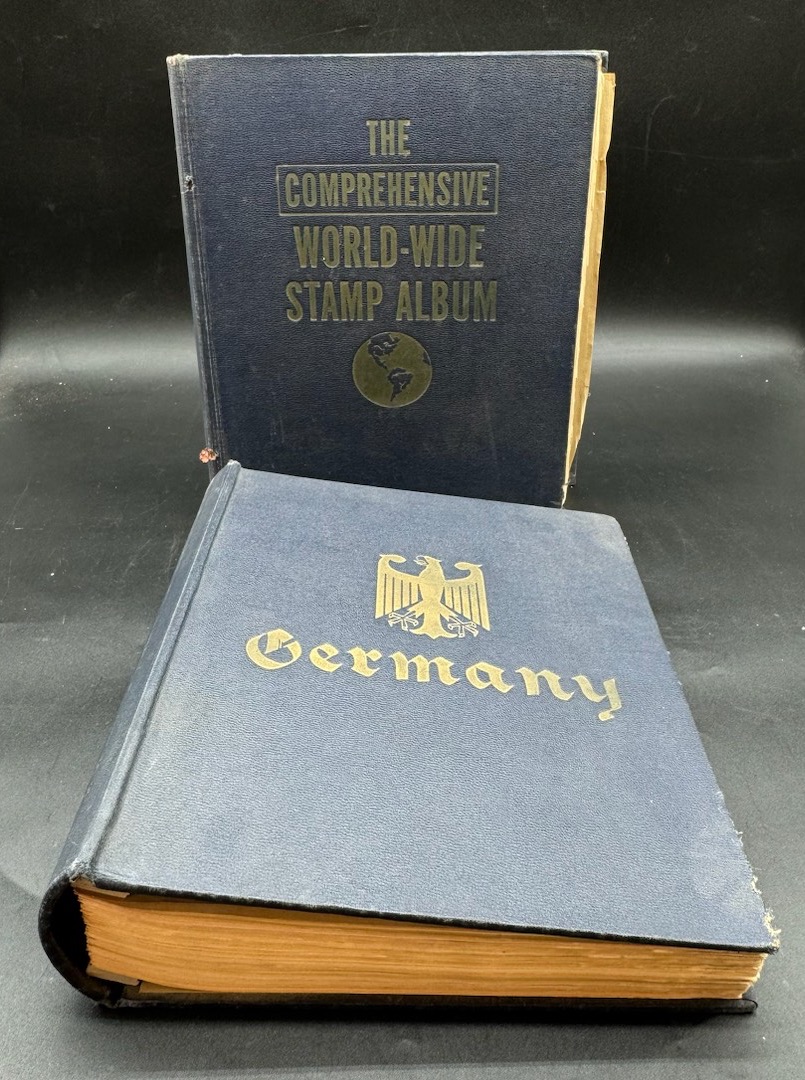 THE
COMPREHENSIVE
WORLD-WIDE
STAMP ALBUM
Germany